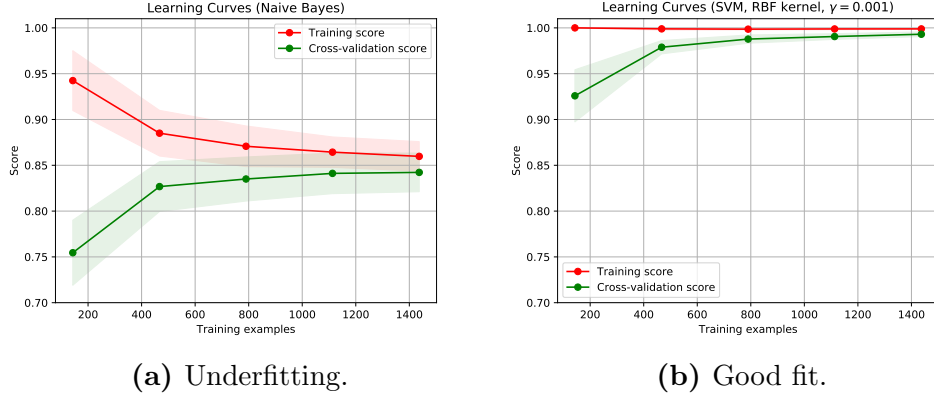 Learning Curves (Naive Bayes)
1.00
0.95
0.90
0.85
0.80
0.75
0.70
Score
Training score
Cross-validation score
200 400 600 800 1000 1200 1400
Training examples
(a) Underfitting.
Learning Curves (SVM, RBF kernel, γ = 0.001)
1.00
0.95
0.90
0.85
0.80
0.75
0.70
Score
Training score
Cross-validation score
200 400 600 800 1000 1200 1400
Training examples
(b) Good fit.